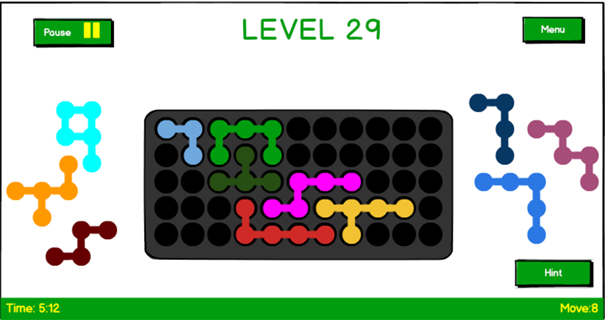 LEVEL 29
Pause
Menu
Hint
Time: 5:12
Move:8